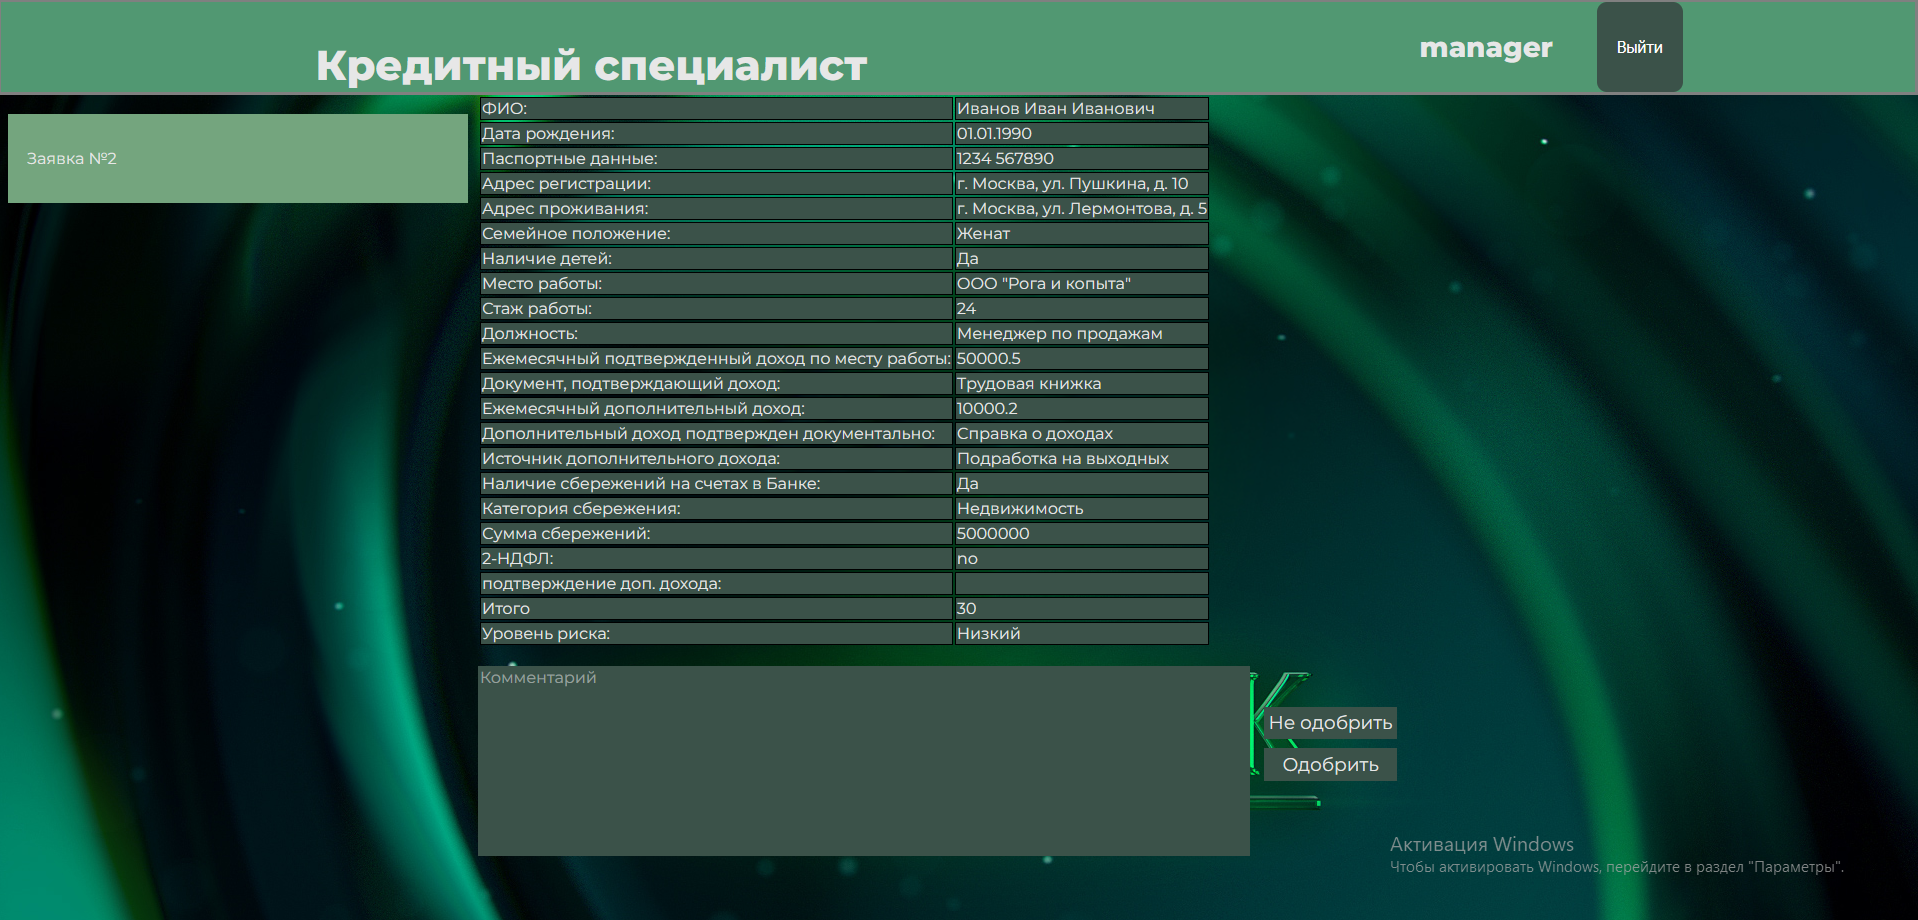 Кредитный специалист
manager
Выйти
Заявка №2
ФИО: Иванов Иван Иванович
Дата рождения: 01.01.1990
Паспортные данные: 1234 567890
Адрес регистрации: г. Москва, ул. Пушкина, д. 10
Адрес проживания: г. Москва, ул. Лермонтова, д. 5
Семейное положение: Женат
Наличие детей: Да
Место работы: ООО "Рога и копыта"
Стаж работы: 24
Должность: Менеджер по продажам
Ежемесячный подтвержденный доход по месту работы: 50000.5
Документ, подтверждающий доход: Трудовая книжка
Ежемесячный дополнительный доход: 10000.2
Дополнительный доход подтвержден документально: Справка о доходах
Источник дополнительного дохода: Подработка на выходных
Наличие сбережений на счетах в Банке: Да
Категория сбережения: Недвижимость
Сумма сбережений: 5000000
2-НДФЛ: no
подтверждение доп. дохода:
Итого 30
Уровень риска: Низкий
Комментарий
К
Не одобрить
Одобрить
Активация Windows
Чтобы активировать Windows, перейдите в раздел "Параметры".